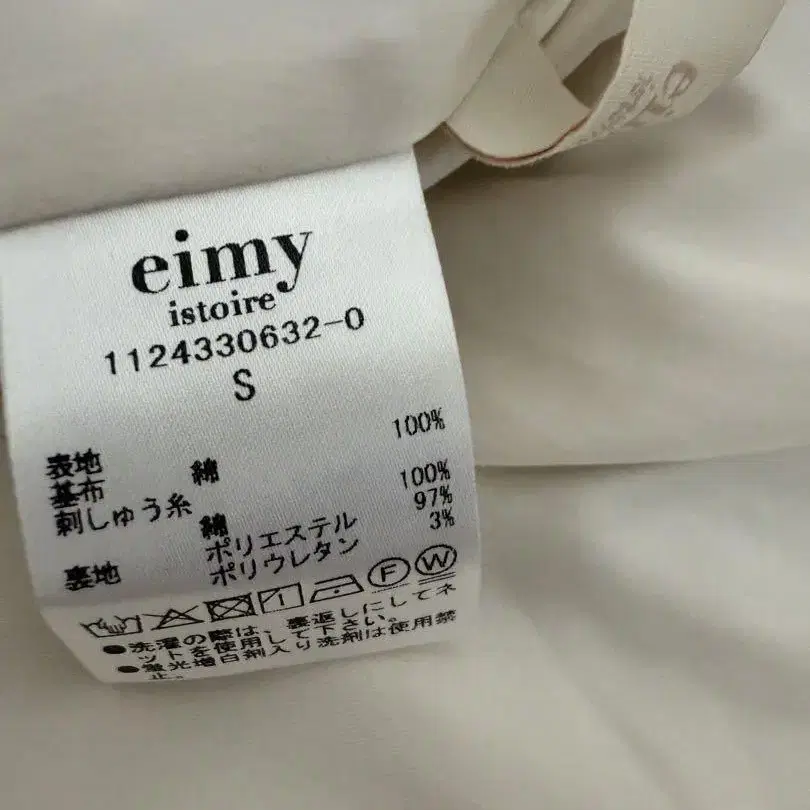 eimy
istoire
1124330632-0
S
表地
基布 綿 100%
刺しゅう糸 綿 100%
裏地 ポリエステル 97%
ポリウレタン 3%
F W
●洗濯の際は、裏返しにしてネ
ットを使用して下さい。
●蛍光増白剤入り洗剤は使用禁
止。